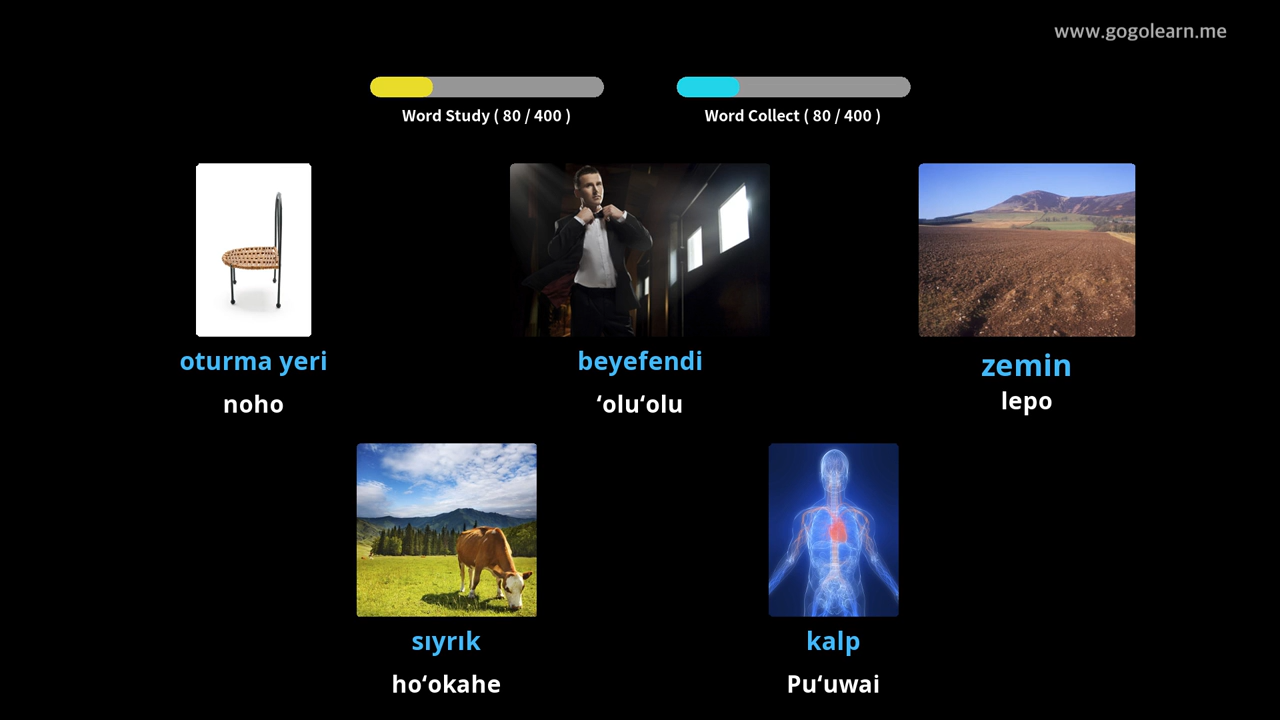 www.gogolearn.me
Word Study ( 80 / 400 )
Word Collect ( 80 / 400 )
oturma yeri
beyefendi
zemin
noho
ʻoluʻolu
lepo
sıyrık
kalp
hoʻokahe
Puʻuwai